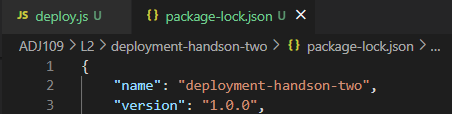 JS deploy.js U {} package-lock.json U ×
ADJ109 > L2 > deployment-handson-two > {} package-lock.json > ...
1 {
2 "name": "deployment-handson-two",
3 "version": "1.0.0",